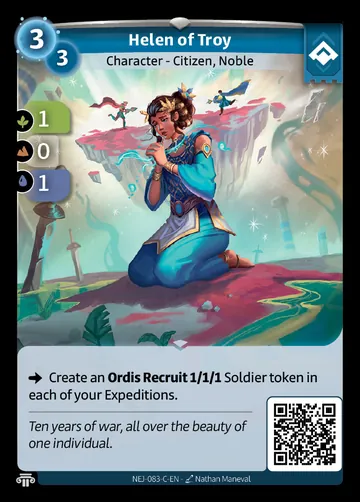 3
Helen of Troy
3
Character - Citizen, Noble
1
0
1
Create an Ordis Recruit 1/1/1 Soldier token in
each of your Expeditions.
Ten years of war, all over the beauty of
one individual.
NEJ-083-C-EN - Nathan Maneval